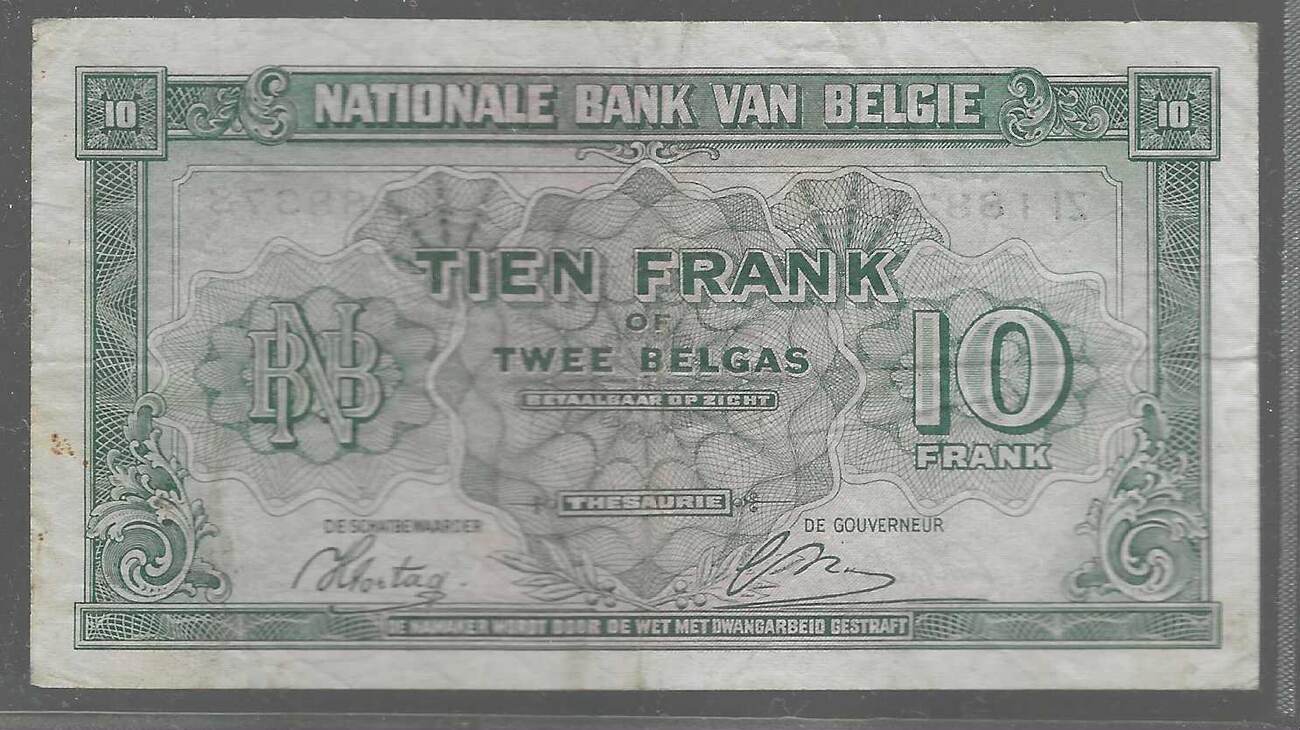 10 NATIONALE BANK VAN BELGIE 10
TIEN FRANK
OF
TWEE BELGAS
BETAALBAAR OP ZICHT
BNB
10
FRANK
THESAURIE
DE SCHATBEWAARDER
DE GOUVERNEUR
DE NAMAKER WORDT DOOR DE WET MET DWANGARBEID GESTRAFT